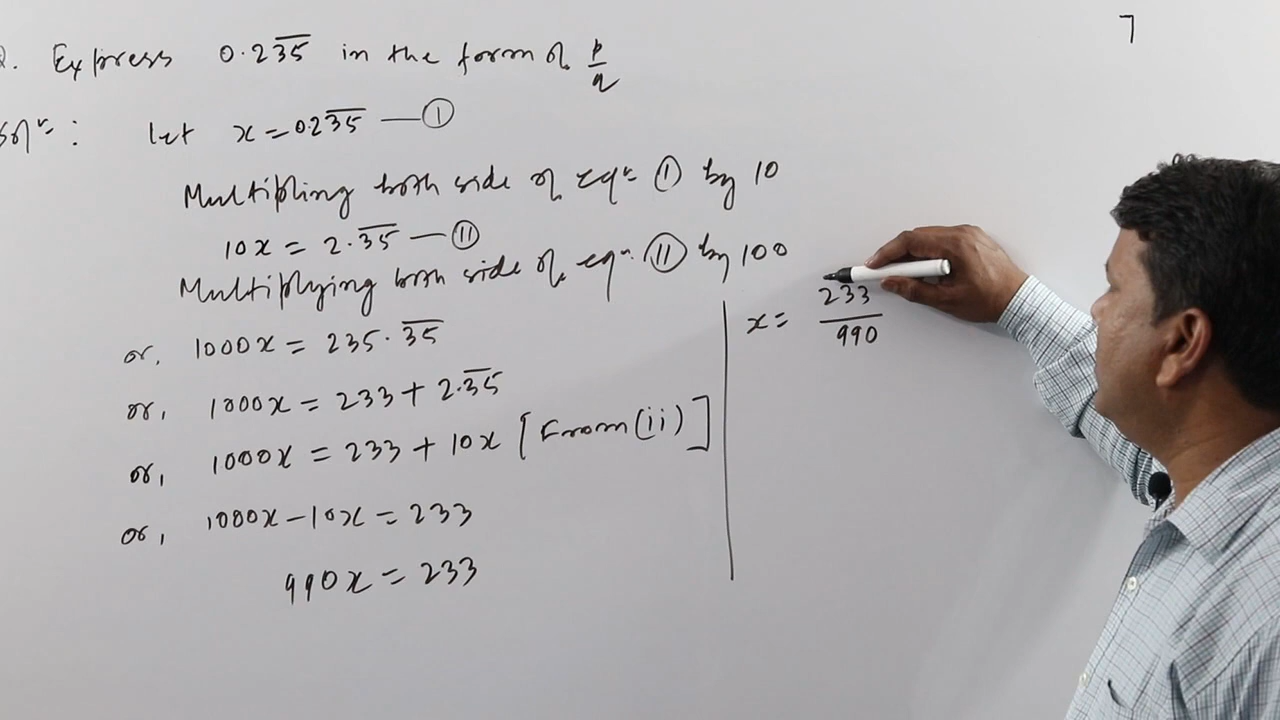 Q. Express 0.23̅5̅ in the form of p/q
Solⁿ: let x = 0.23̅5̅ — (I)
Multipling both side of eqⁿ (I) by 10
10x = 2.3̅5̅ — (II)
Multiplying both side of eqⁿ. (II) by 100
or, 1000x = 235.3̅5̅
or, 1000x = 233 + 2.3̅5̅
or, 1000x = 233 + 10x [From (ii)]
or, 1000x - 10x = 233
990x = 233
x = 233/990
7